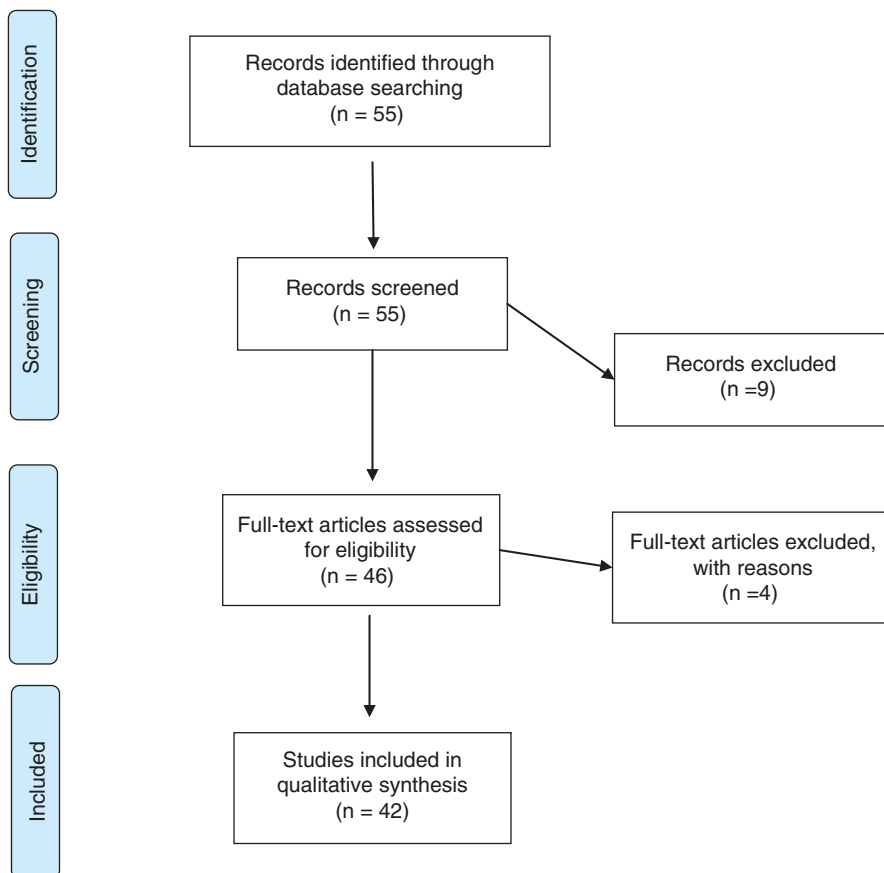 Identification
Records identified through
database searching
(n = 55)
Screening
Records screened
(n = 55)
Records excluded
(n =9)
Eligibility
Full-text articles assessed
for eligibility
(n = 46)
Full-text articles excluded,
with reasons
(n =4)
Included
Studies included in
qualitative synthesis
(n = 42)